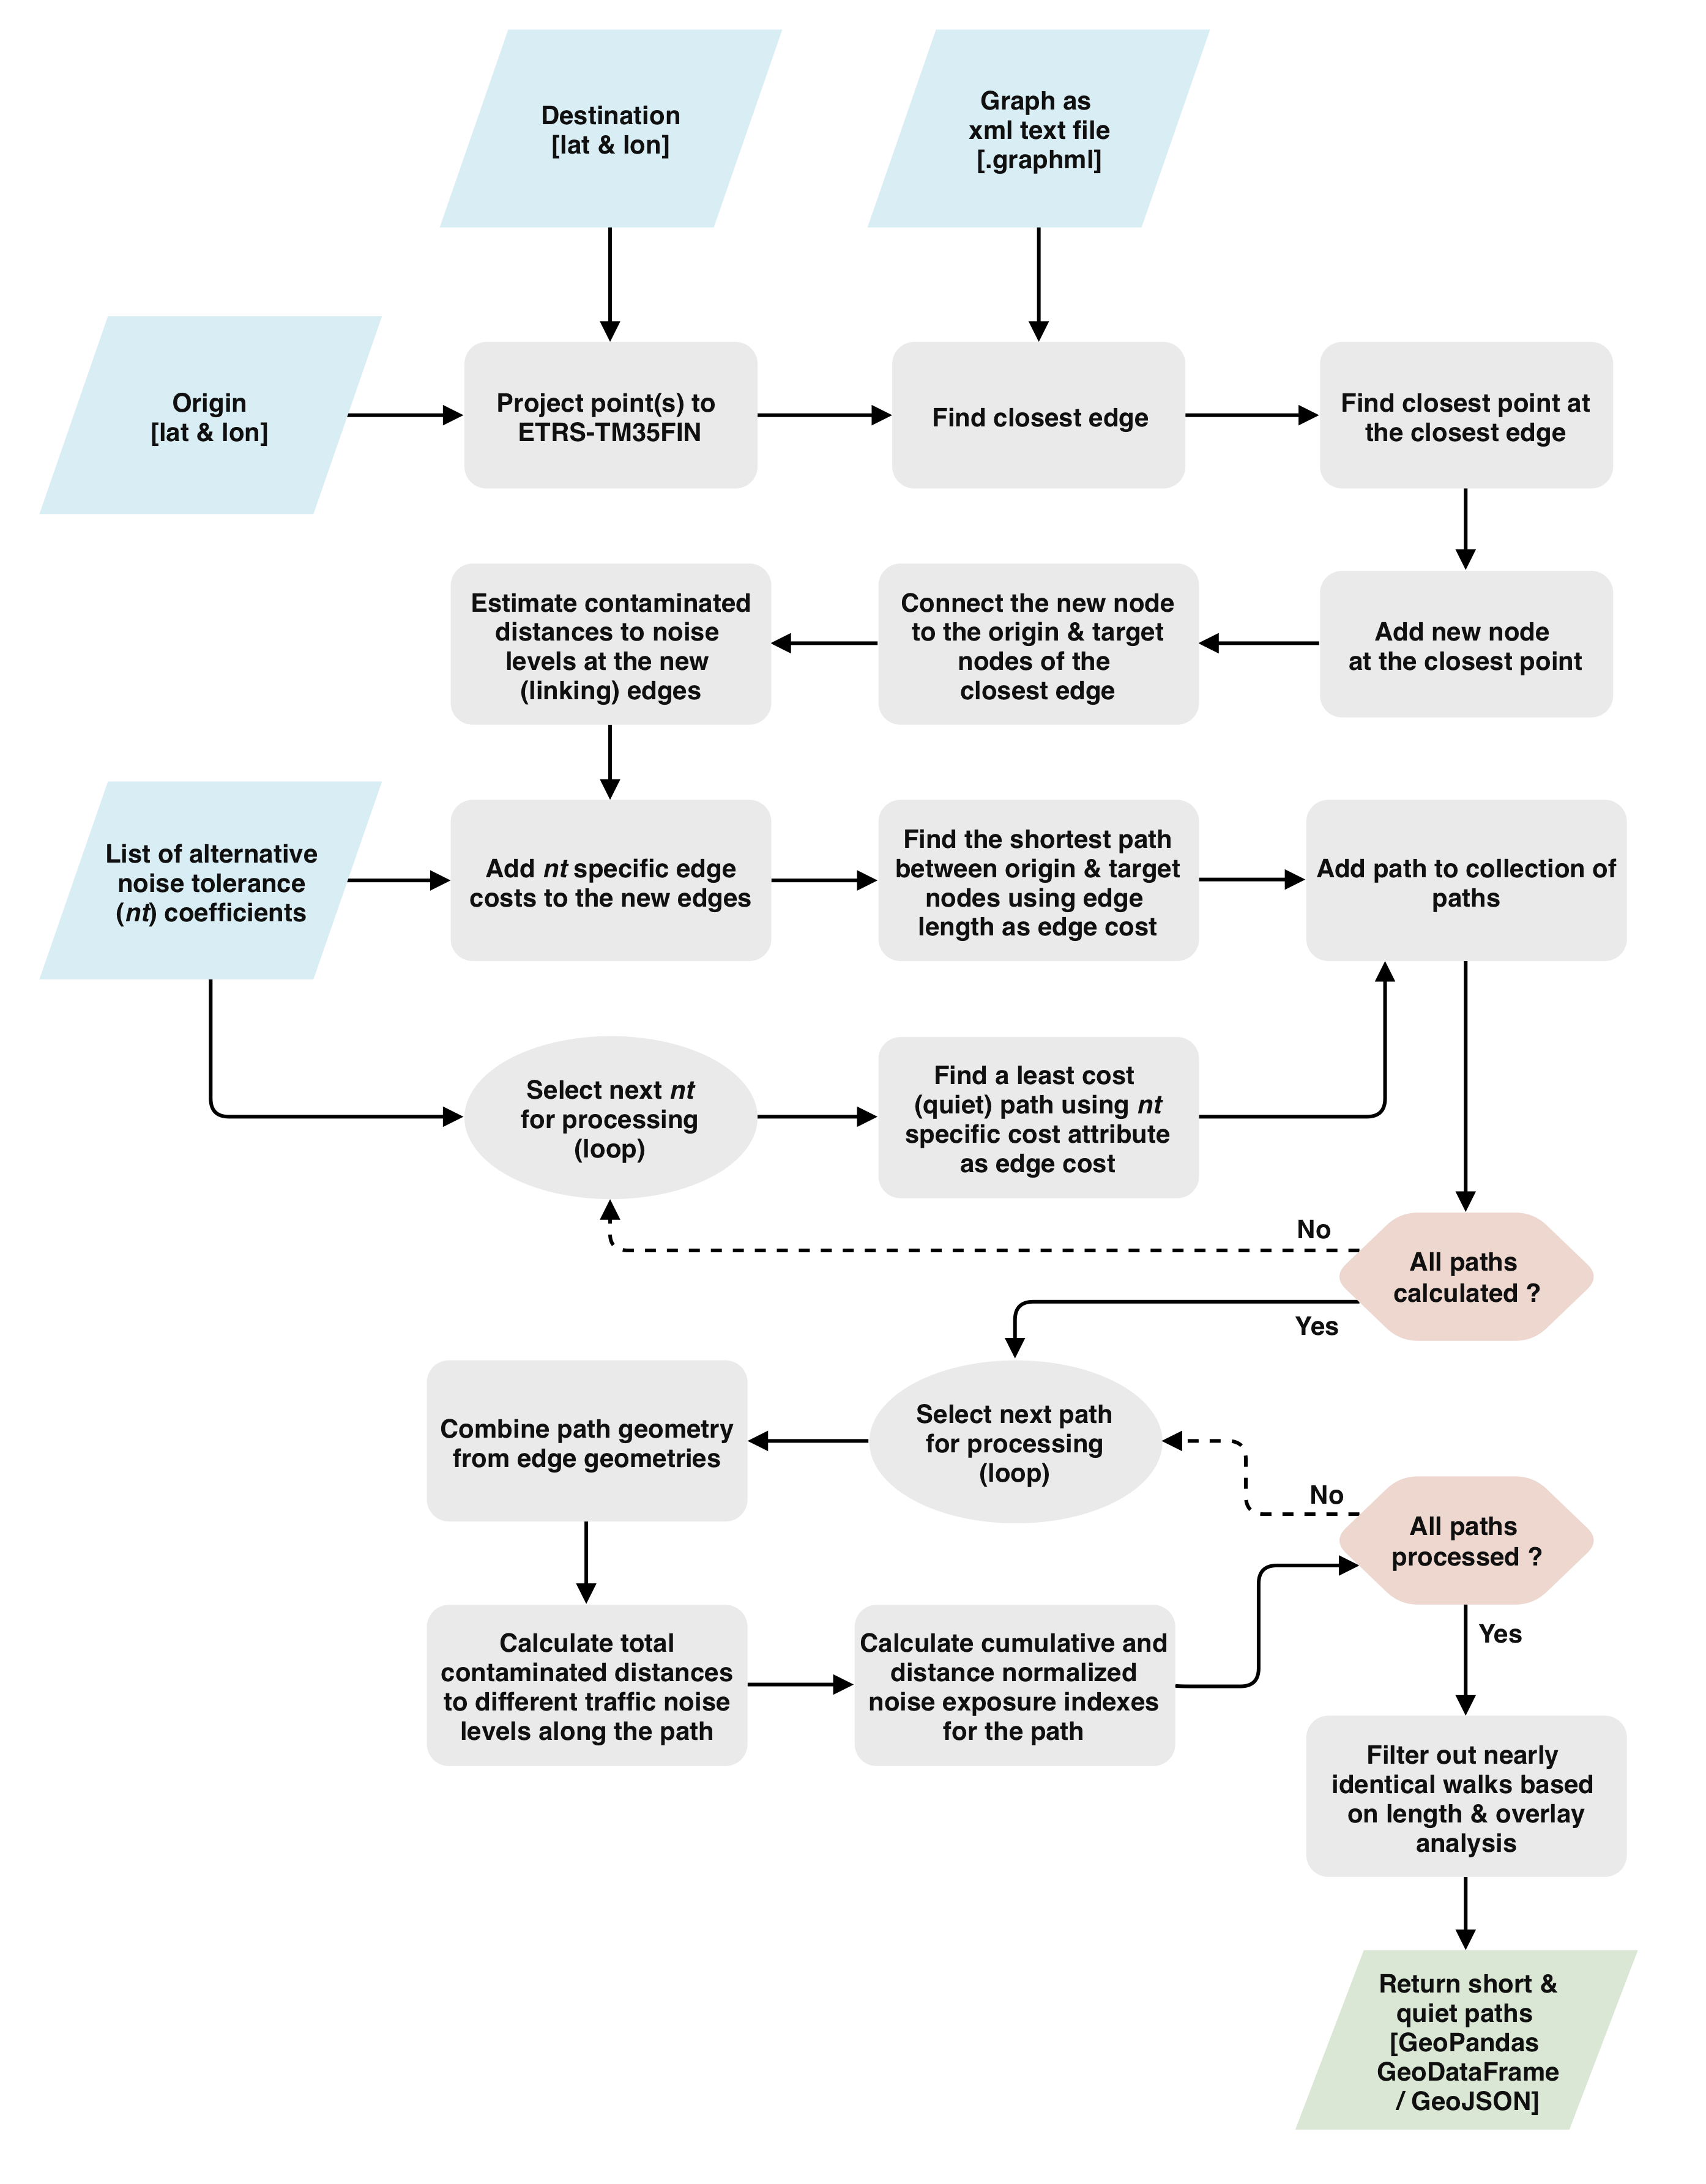 Destination
[lat & lon]
Graph as
xml text file
[.graphml]
Origin
[lat & lon]
Project point(s) to
ETRS-TM35FIN
Find closest edge
Find closest point at
the closest edge
Estimate contaminated
distances to noise
levels at the new
(linking) edges
Connect the new node
to the origin & target
nodes of the
closest edge
Add new node
at the closest point
List of alternative
noise tolerance
(nt) coefficients
Add nt specific edge
costs to the new edges
Find the shortest path
between origin & target
nodes using edge
length as edge cost
Add path to collection of
paths
Select next nt
for processing
(loop)
Find a least cost
(quiet) path using nt
specific cost attribute
as edge cost
No
All paths
calculated ?
Yes
Combine path geometry
from edge geometries
Select next path
for processing
(loop)
No
All paths
processed ?
Yes
Calculate total
contaminated distances
to different traffic noise
levels along the path
Calculate cumulative and
distance normalized
noise exposure indexes
for the path
Filter out nearly
identical walks based
on length & overlay
analysis
Return short &
quiet paths
[GeoPandas
GeoDataFrame
/ GeoJSON]